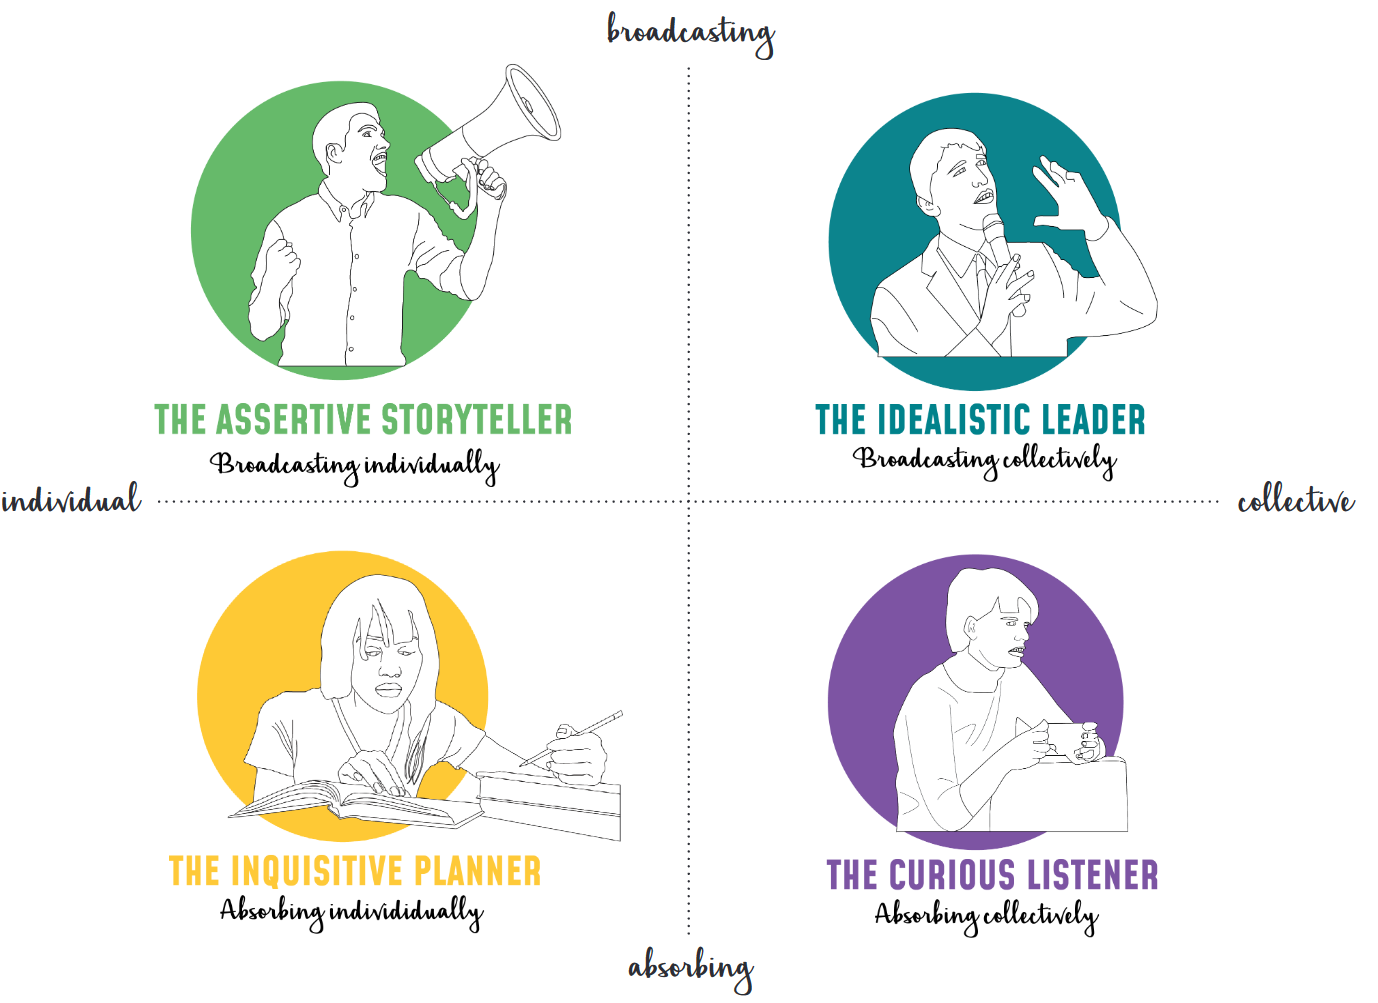 broadcasting
THE ASSERTIVE STORYTELLER
Broadcasting individually
THE IDEALISTIC LEADER
Broadcasting collectively
individual
collective
THE INQUISITIVE PLANNER
Absorbing individidually
THE CURIOUS LISTENER
Absorbing collectively
absorbing